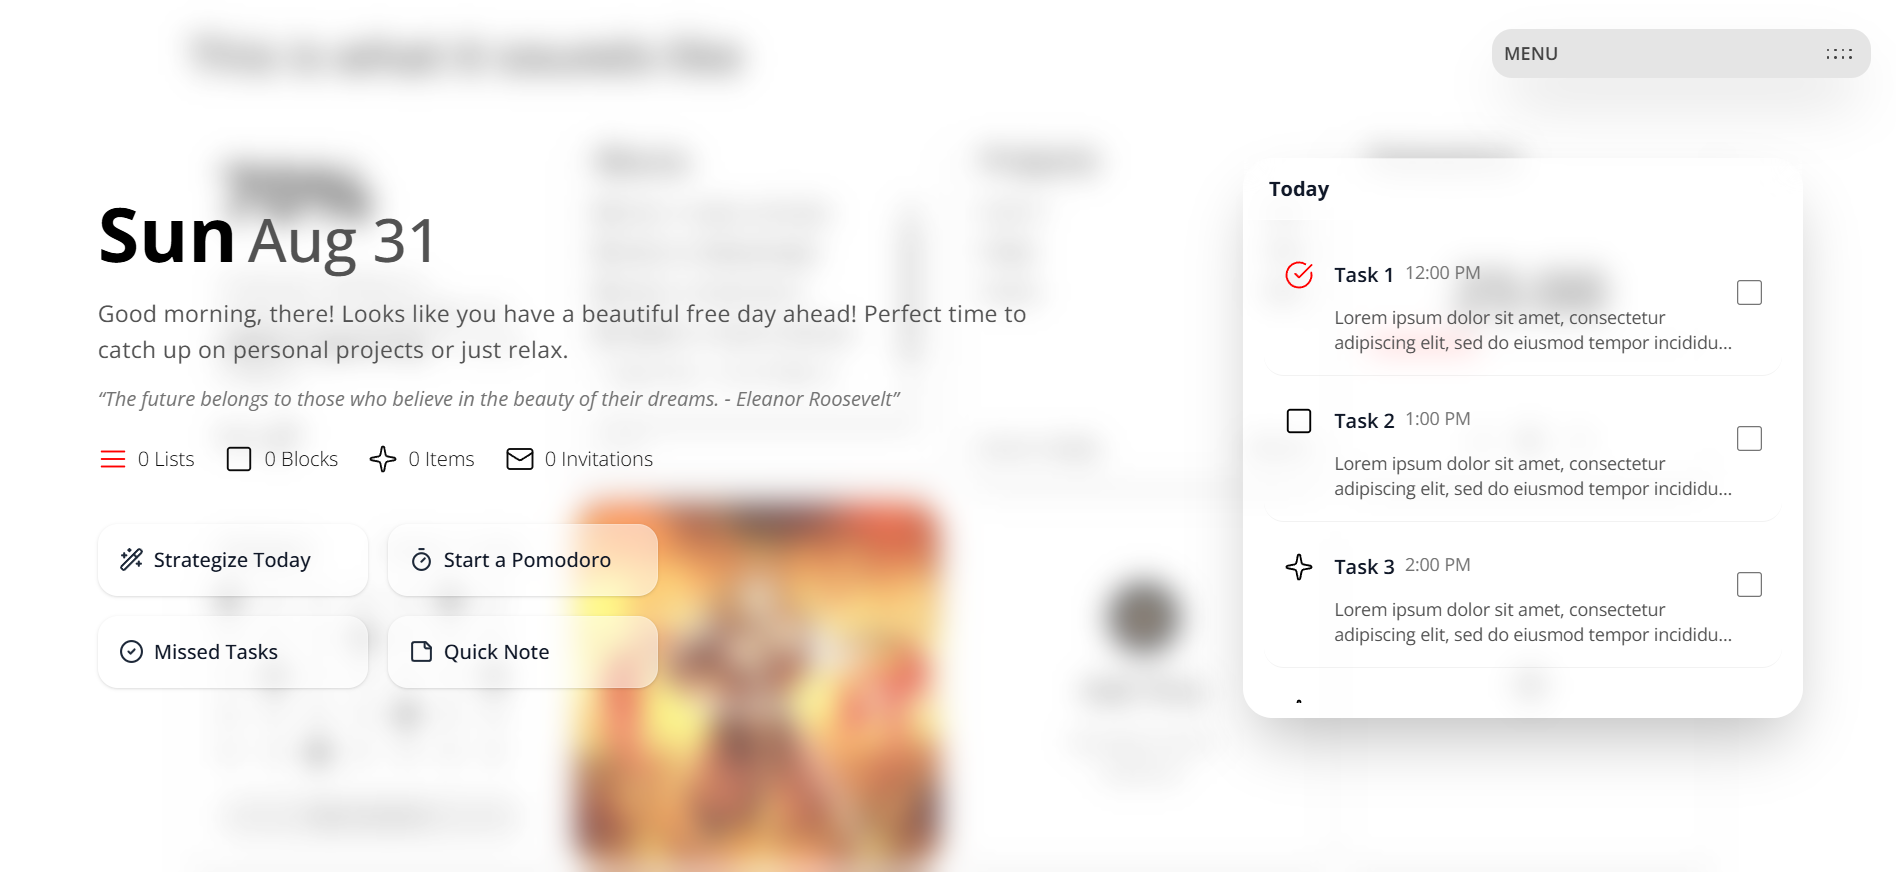 MENU
Sun Aug 31
Good morning, there! Looks like you have a beautiful free day ahead! Perfect time to
catch up on personal projects or just relax.
“The future belongs to those who believe in the beauty of their dreams. - Eleanor Roosevelt”
0 Lists
0 Blocks
0 Items
0 Invitations
Strategize Today
Start a Pomodoro
Missed Tasks
Quick Note
Today
Task 1 12:00 PM
Lorem ipsum dolor sit amet, consectetur
adipiscing elit, sed do eiusmod tempor incididu...
Task 2 1:00 PM
Lorem ipsum dolor sit amet, consectetur
adipiscing elit, sed do eiusmod tempor incididu...
Task 3 2:00 PM
Lorem ipsum dolor sit amet, consectetur
adipiscing elit, sed do eiusmod tempor incididu...